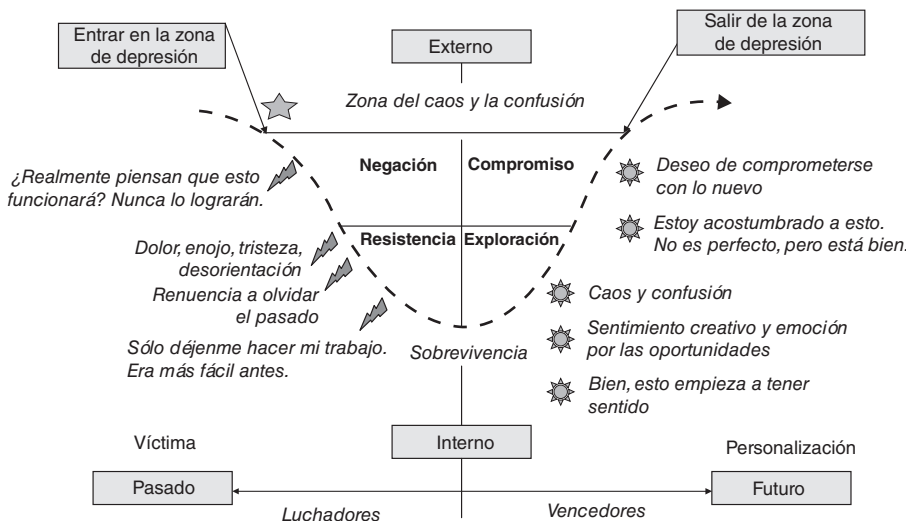 Entrar en la zona
de depresión
Externo
Salir de la zona
de depresión
Zona del caos y la confusión
Negación
Compromiso
¿Realmente piensan que esto
funcionará? Nunca lo lograrán.
Deseo de comprometerse
con lo nuevo
Estoy acostumbrado a esto.
No es perfecto, pero está bien.
Resistencia
Exploración
Dolor, enojo, tristeza,
desorientación
Renuencia a olvidar
el pasado
Caos y confusión
Sólo déjenme hacer mi trabajo.
Era más fácil antes.
Sobrevivencia
Sentimiento creativo y emoción
por las oportunidades
Bien, esto empieza a tener
sentido
Víctima
Interno
Personalización
Pasado
Futuro
Luchadores
Vencedores